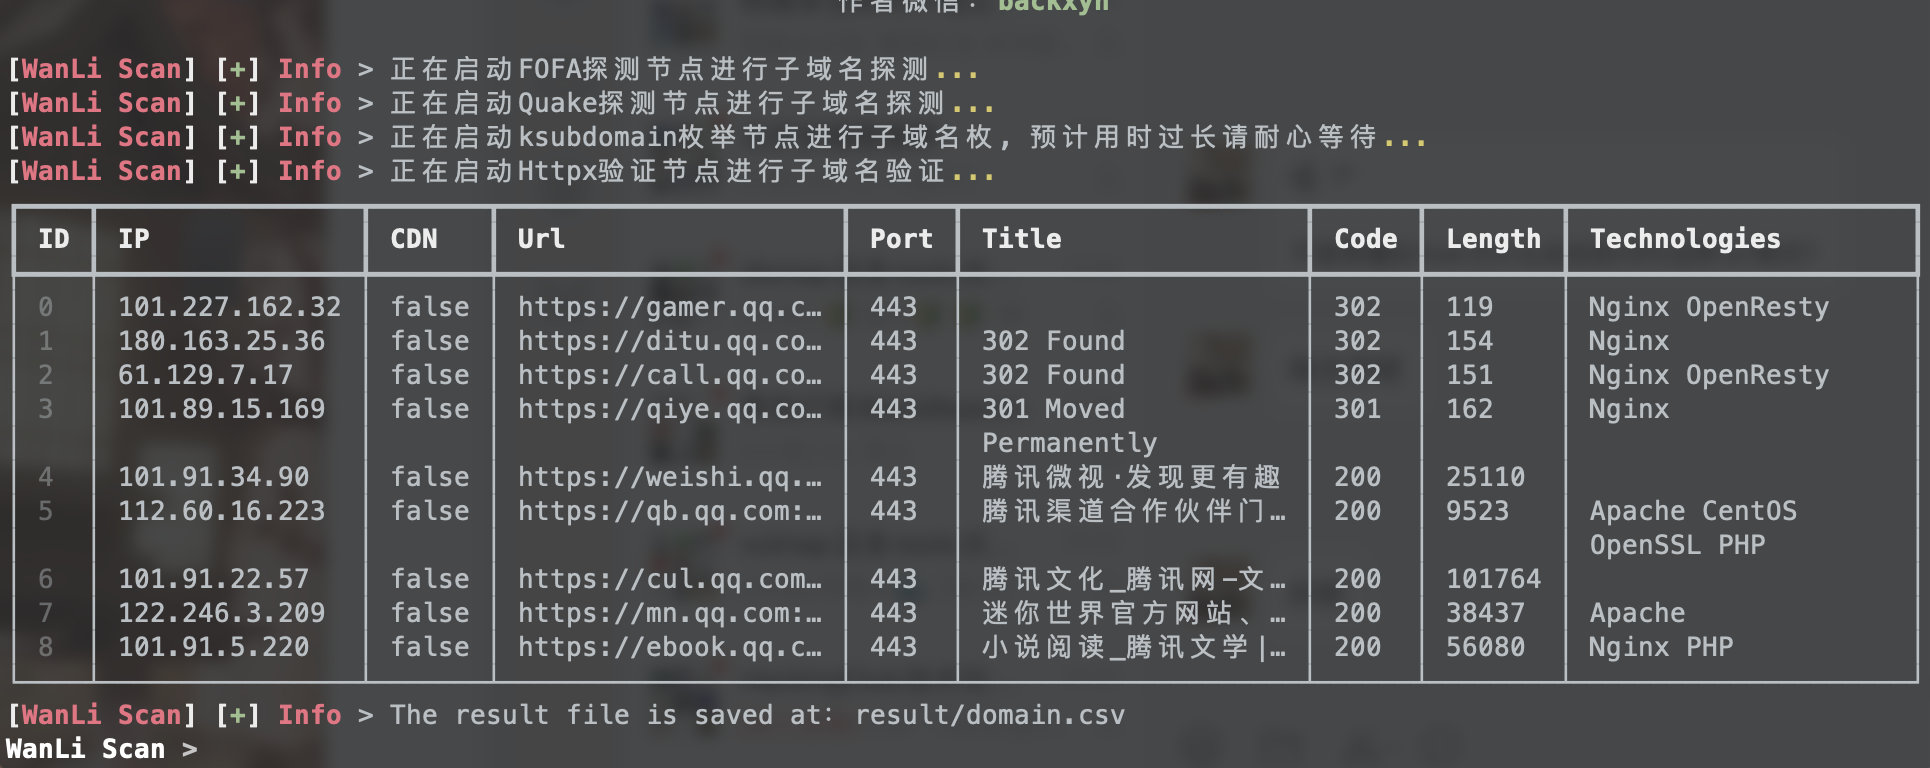 作者微信：backxyh
[WanLi Scan] [+] Info > 正在启动FOFA探测节点进行子域名探测...
[WanLi Scan] [+] Info > 正在启动Quake探测节点进行子域名探测...
[WanLi Scan] [+] Info > 正在启动ksubdomain枚举节点进行子域名枚，预计用时过长请耐心等待...
[WanLi Scan] [+] Info > 正在启动Httpx验证节点进行子域名验证...
ID IP CDN Url Port Title Code Length Technologies
0 101.227.162.32 false https://gamer.qq.c… 443 302 119 Nginx OpenResty
1 180.163.25.36 false https://ditu.qq.co… 443 302 Found 302 154 Nginx
2 61.129.7.17 false https://call.qq.co… 443 302 Found 302 151 Nginx OpenResty
3 101.89.15.169 false https://qiye.qq.co… 443 301 Moved 301 162 Nginx
Permanently
4 101.91.34.90 false https://weishi.qq.… 443 腾讯微视·发现更有趣 200 25110
5 112.60.16.223 false https://qb.qq.com:… 443 腾讯渠道合作伙伴门… 200 9523 Apache CentOS
OpenSSL PHP
6 101.91.22.57 false https://cul.qq.com… 443 腾讯文化_腾讯网-文… 200 101764
7 122.246.3.209 false https://mn.qq.com:… 443 迷你世界官方网站、… 200 38437 Apache
8 101.91.5.220 false https://ebook.qq.c… 443 小说阅读_腾讯文学|… 200 56080 Nginx PHP
[WanLi Scan] [+] Info > The result file is saved at: result/domain.csv
WanLi Scan >